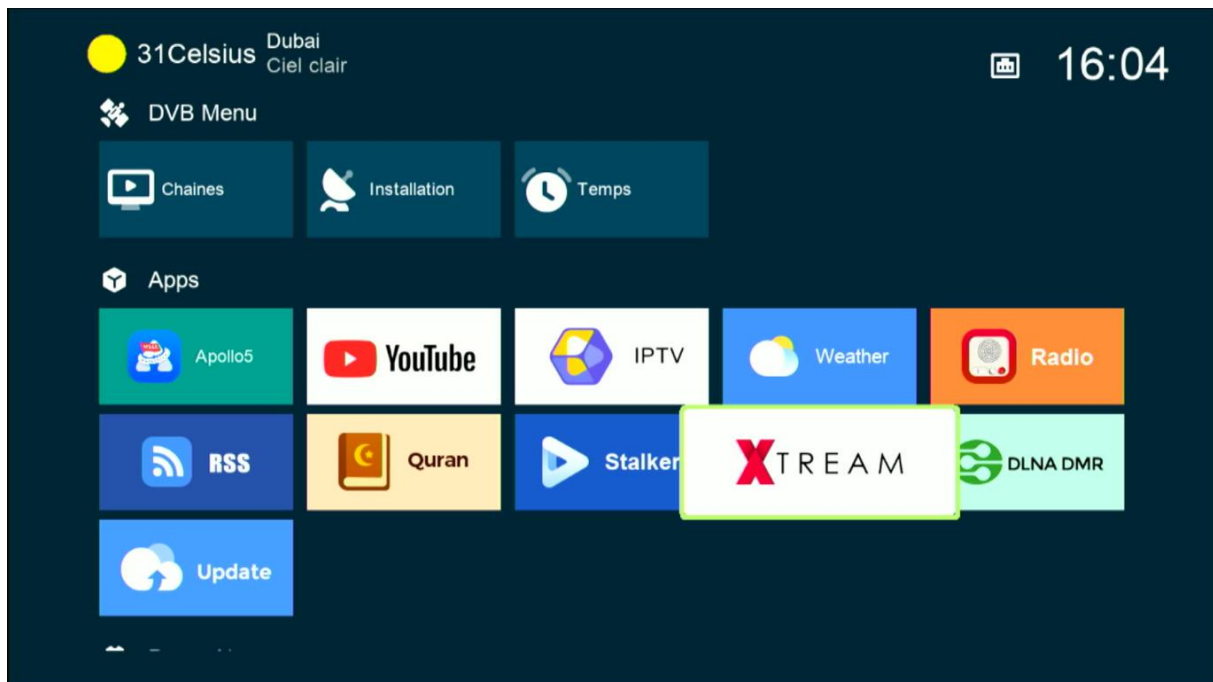 31Celsius
Dubai
Ciel clair
16:04
DVB Menu
Chaines
Installation
Temps
Apps
Apollo5
YouTube
IPTV
Weather
Radio
RSS
Quran
Stalker
XTREAM
DLNA DMR
Update